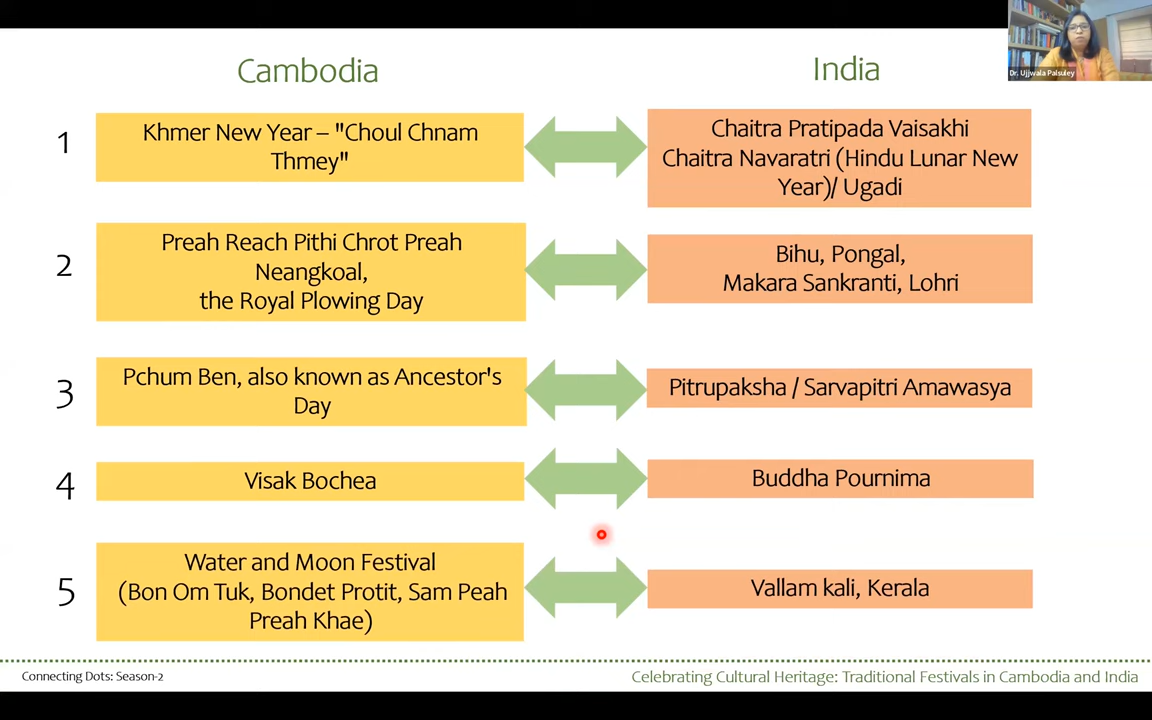 Cambodia
India
Dr. Ujjwala Palsuley
1
Khmer New Year – "Choul Chnam
Thmey"
Chaitra Pratipada Vaisakhi
Chaitra Navaratri (Hindu Lunar New
Year)/ Ugadi
2
Preah Reach Pithi Chrot Preah
Neangkoal,
the Royal Plowing Day
Bihu, Pongal,
Makara Sankranti, Lohri
3
Pchum Ben, also known as Ancestor's
Day
Pitrupaksha / Sarvapitri Amawasya
4
Visak Bochea
Buddha Pournima
5
Water and Moon Festival
(Bon Om Tuk, Bondet Protit, Sam Peah
Preah Khae)
Vallam kali, Kerala
Connecting Dots: Season-2
Celebrating Cultural Heritage: Traditional Festivals in Cambodia and India